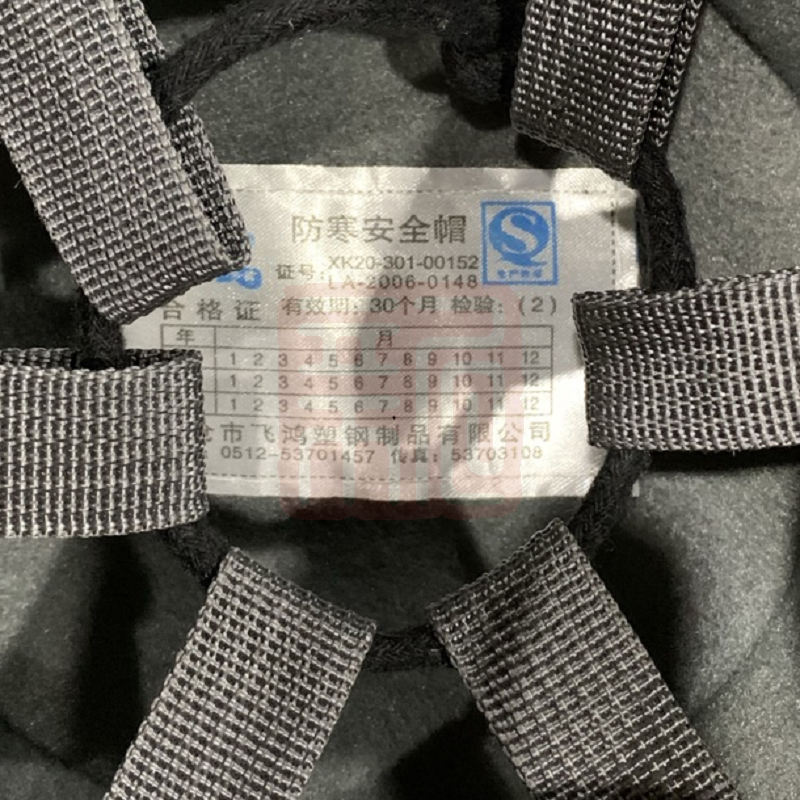 防寒安全帽
证号:
XK20-301-00152
LA-2006-0148
合格证 有效期:30个月 检验:(2)
年 月
1 2 3 4 5 6 7 8 9 10 11 12
1 2 3 4 5 6 7 8 9 10 11 12
1 2 3 4 5 6 7 8 9 10 11 12
仓市飞鸿塑钢制品有限公司
: 0512-53701457 传真: 53703108